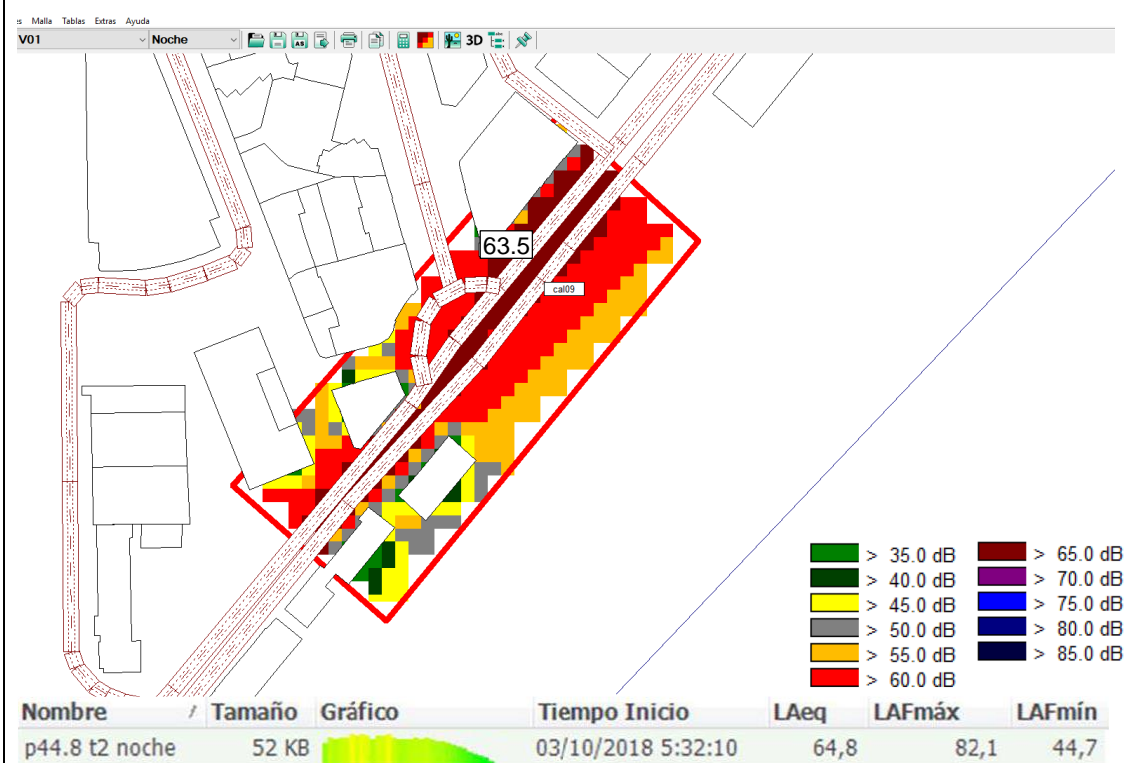 es Malla Tablas Extras Ayuda
V01 Noche AS 3D
63.5
cal09
> 35.0 dB > 65.0 dB
> 40.0 dB > 70.0 dB
> 45.0 dB > 75.0 dB
> 50.0 dB > 80.0 dB
> 55.0 dB > 85.0 dB
> 60.0 dB
Nombre / Tamaño Gráfico Tiempo Inicio LAeq LAFmáx LAFmín
p44.8 t2 noche 52 KB 03/10/2018 5:32:10 64,8 82,1 44,7